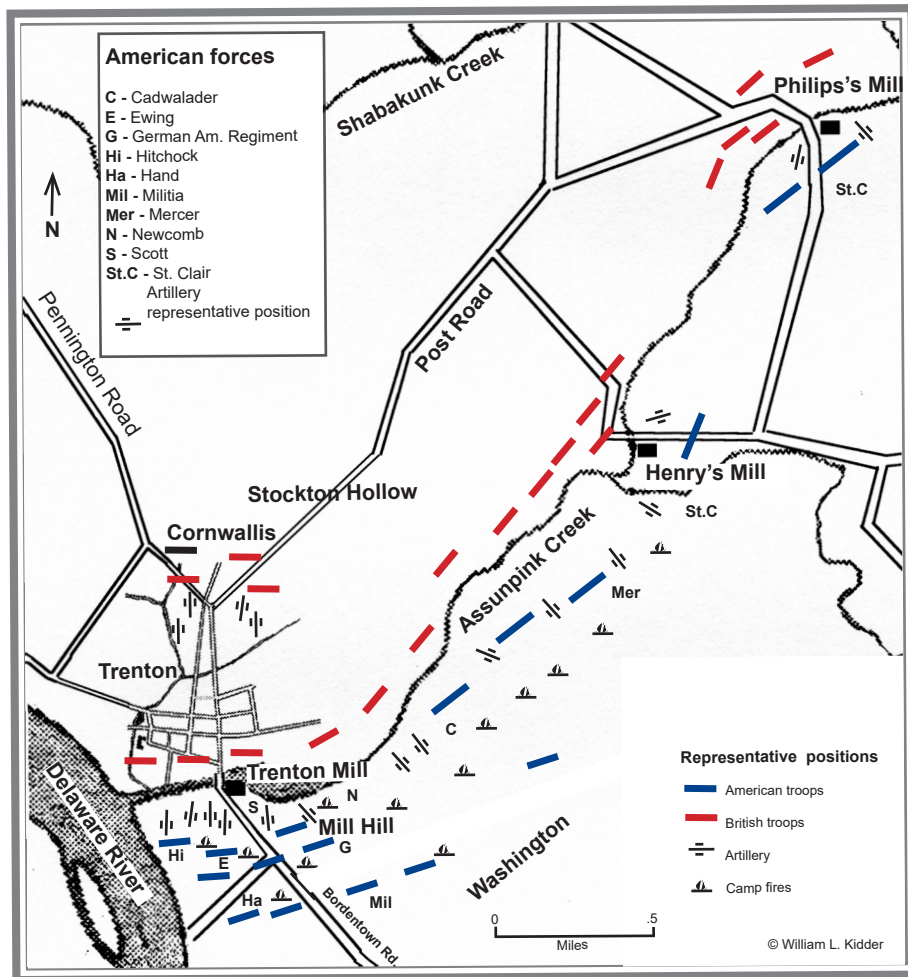 American forces
C - Cadwalader
E - Ewing
G - German Am. Regiment
Hi - Hitchock
Ha - Hand
Mil - Militia
Mer - Mercer
N - Newcomb
S - Scott
St.C - St. Clair
Artillery
representative position
N
Shabakunk Creek
Philips's Mill
St.C
Pennington Road
Post Road
Stockton Hollow
Cornwallis
Henry's Mill
St.C
Assunpink Creek
Mer
Trenton
C
Delaware River
Trenton Mill
S
N
Mill Hill
G
Hi
E
Ha
Mil
Bordentown Rd.
Washington
Representative positions
American troops
British troops
Artillery
Camp fires
0 .5
Miles
© William L. Kidder